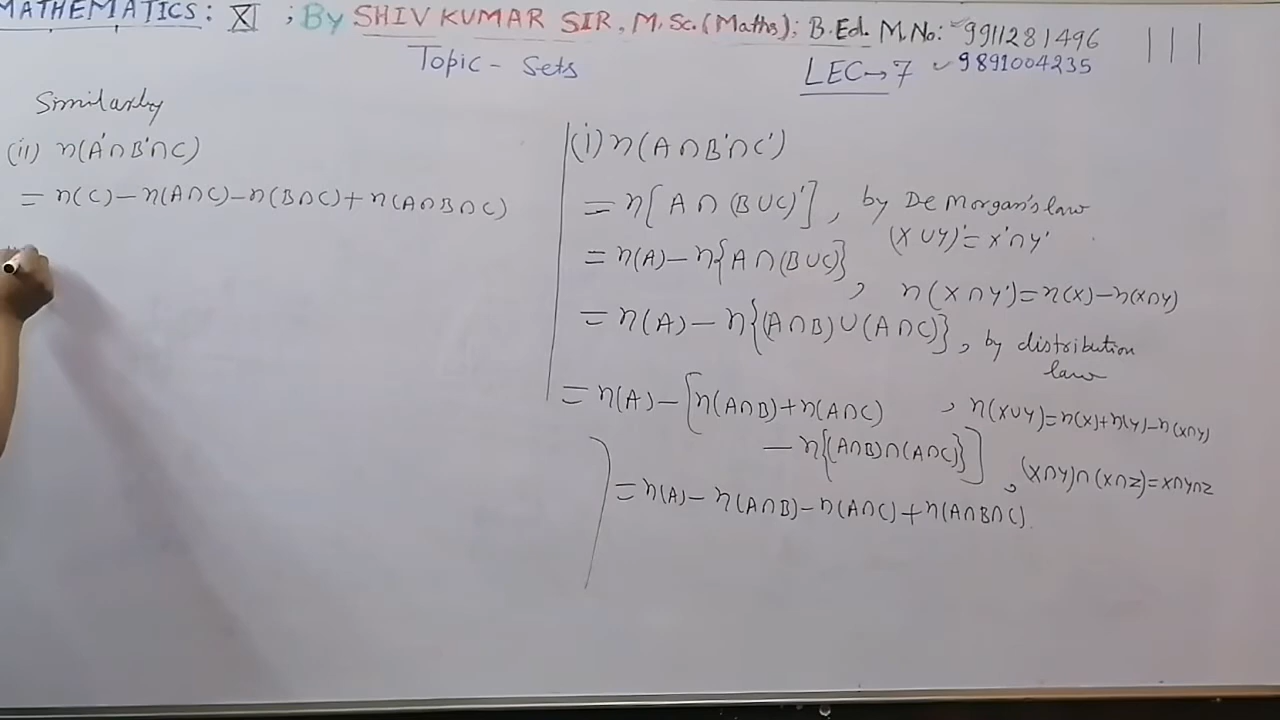 MATHEMATICS: XI ; By SHIV KUMAR SIR, M.Sc.(Maths); B.Ed. M.No: 9911281496
Topic - Sets
LEC→7 9891004235
Similarly
(ii) n(A'∩B'∩C)
= n(C)-n(A∩C)-n(B∩C)+n(A∩B∩C)
(i) n(A∩B'∩C')
= n[A∩(B∪C)'], by De Morgan's law
(X∪Y)'=X'∩Y'
= n(A)-n{A∩(B∪C)}
, n(X∩Y')=n(X)-n(X∩Y)
= n(A)-n{(A∩B)∪(A∩C)}, by distribution
law
= n(A)-[n(A∩B)+n(A∩C) , n(X∪Y)=n(X)+n(Y)-n(X∩Y)
-n{(A∩B)∩(A∩C)}] , (X∩Y)∩(X∩Z)=X∩Y∩Z
= n(A)-n(A∩B)-n(A∩C)+n(A∩B∩C).